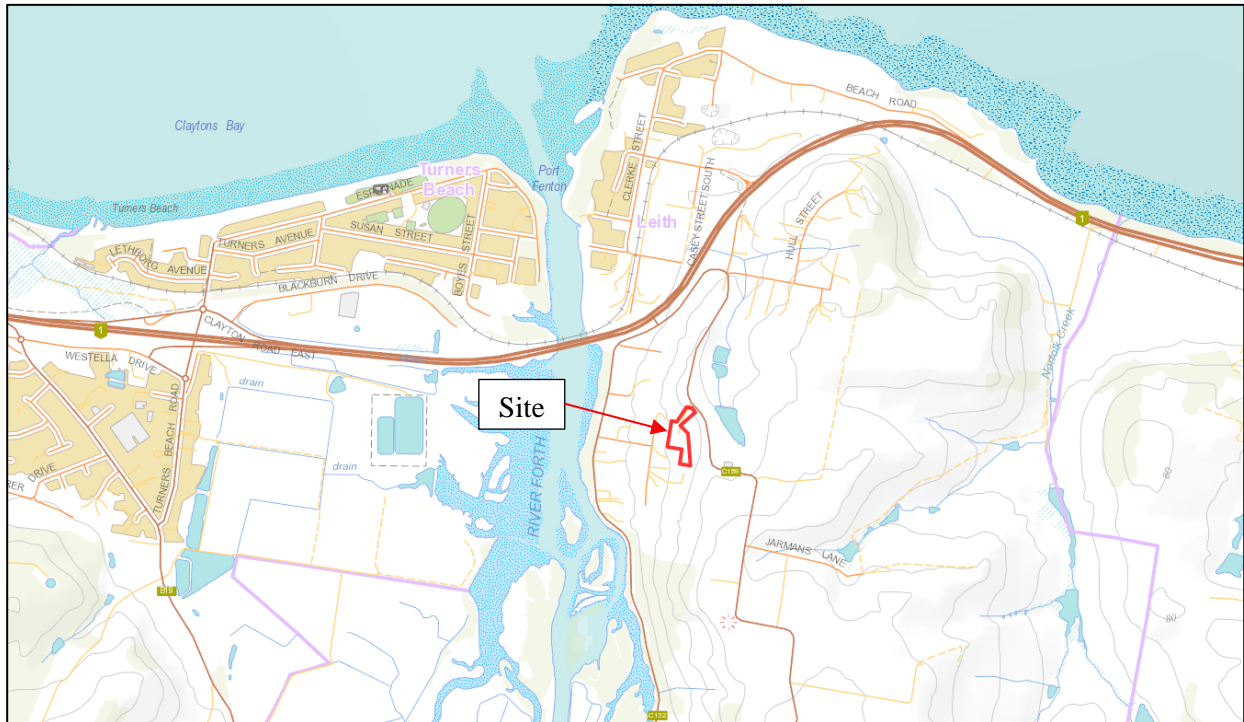 BEACH ROAD
Claytons Bay
CLERKE STREET
Port
Fenton
Turners
Beach
ESPLANADE
CASEY STREET SOUTH
Turners Beach
Leith
HULL STREET
1
SUSAN STREET
TURNERS AVENUE
LETHBORG AVENUE
BOYES STREET
BLACKBURN DRIVE
1
CLAYTON ROAD EAST
Norfolk Creek
WESTELLA DRIVE
drain
Site
TURNERS BEACH ROAD
drain
C169
80
RER DRIVE
RIVER FORTH
JARMANS LANE
B19
80
C132